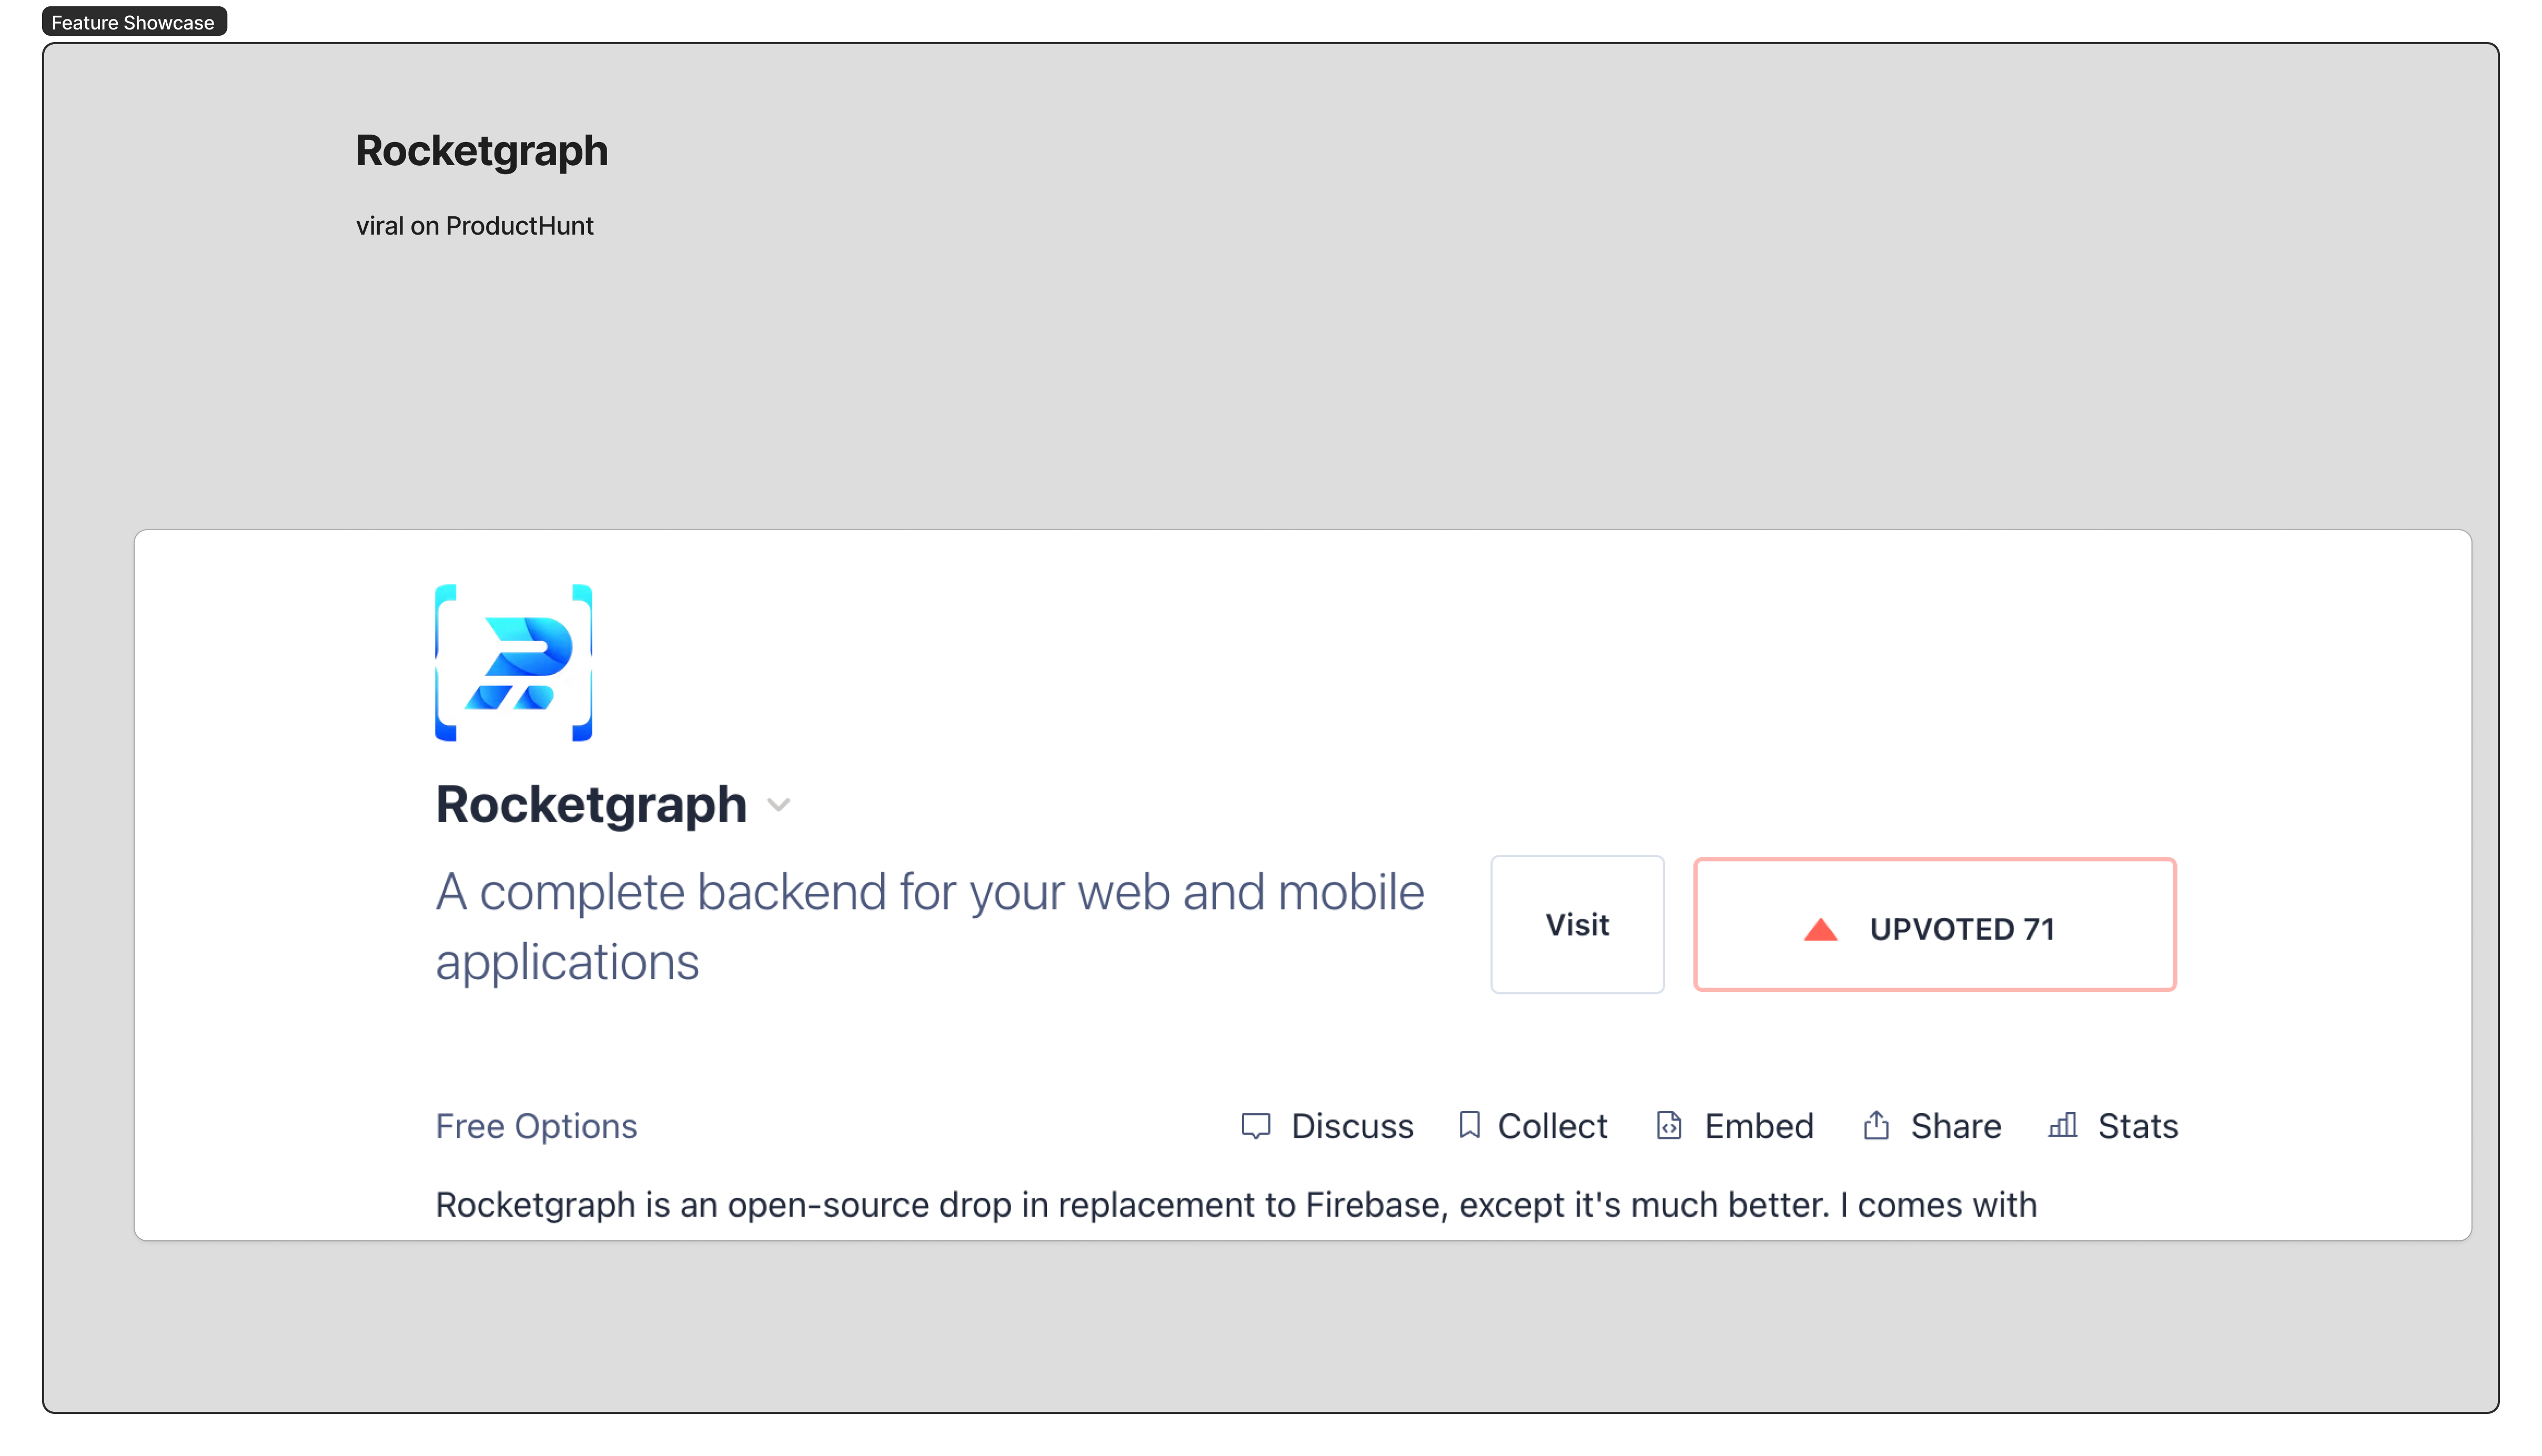 Feature Showcase
Rocketgraph
viral on ProductHunt
Rocketgraph
A complete backend for your web and mobile
applications
Visit
UPVOTED 71
Free Options
Discuss
Collect
Embed
Share
Stats
Rocketgraph is an open-source drop in replacement to Firebase, except it's much better. I comes with